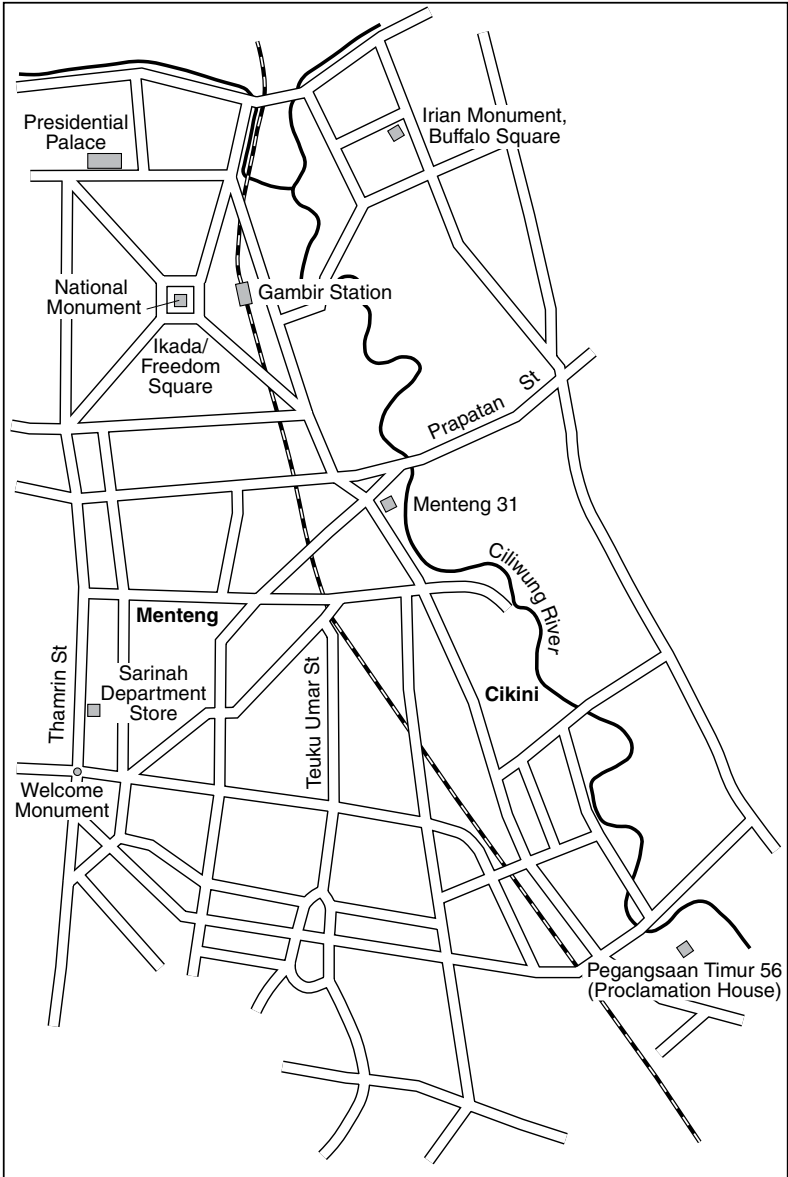 Presidential
Palace
Irian Monument,
Buffalo Square
National
Monument
Gambir Station
Ikada/
Freedom
Square
Prapatan St
Menteng 31
Ciliwung River
Menteng
Thamrin St
Sarinah
Department
Store
Teuku Umar St
Cikini
Welcome
Monument
Pegangsaan Timur 56
(Proclamation House)